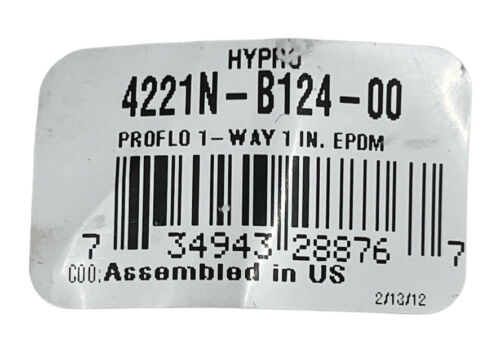 HYPRO
4221N-B124-00
PROFLO 1-WAY 1 IN. EPDM
7 34943 28876 7
COO: Assembled in US
2/13/12